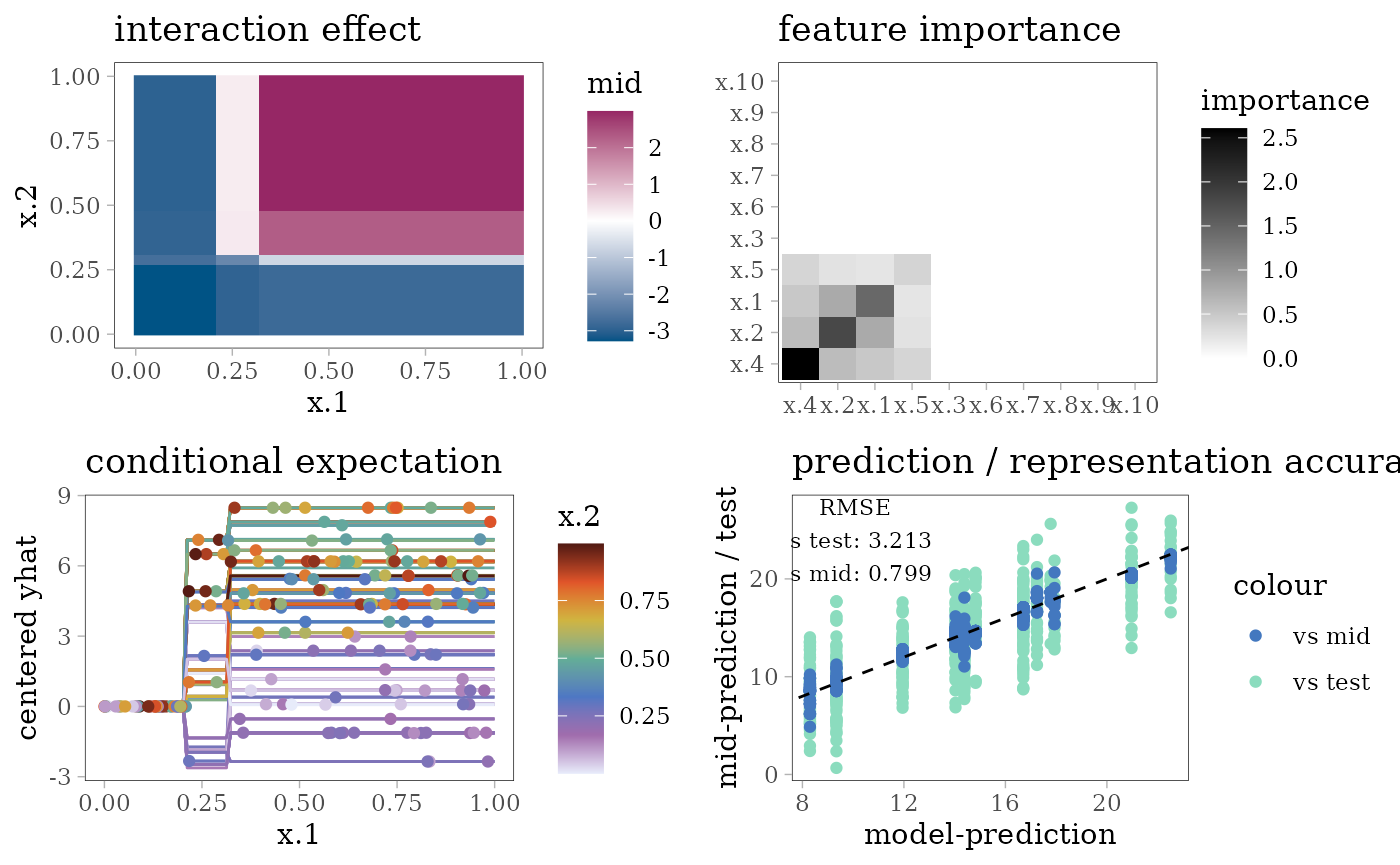 interaction effect
mid
1.00
0.75
0.50
0.25
0.00
x.2
2
1
0
-1
-2
-3
0.00 0.25 0.50 0.75 1.00
x.1
feature importance
importance
x.10
x.9
x.8
x.7
x.6
x.3
x.5
x.1
x.2
x.4
2.5
2.0
1.5
1.0
0.5
0.0
x.4 x.2 x.1 x.5 x.3 x.6 x.7 x.8 x.9 x.10
conditional expectation
x.2
9
6
3
0
-3
centered yhat
0.75
0.50
0.25
0.00 0.25 0.50 0.75 1.00
x.1
prediction / representation accura
RMSE
s test: 3.213
s mid: 0.799
20
10
0
mid-prediction / test
colour
vs mid
vs test
8 12 16 20
model-prediction